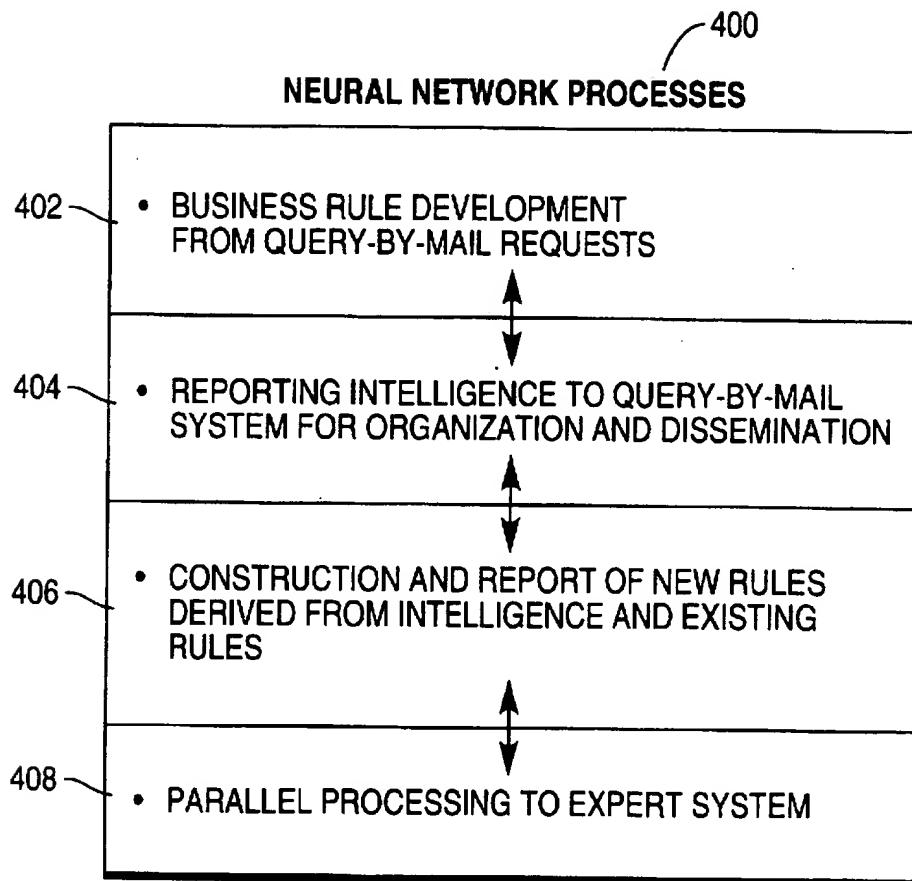 400
NEURAL NETWORK PROCESSES
402
• BUSINESS RULE DEVELOPMENT
FROM QUERY-BY-MAIL REQUESTS
404
• REPORTING INTELLIGENCE TO QUERY-BY-MAIL
SYSTEM FOR ORGANIZATION AND DISSEMINATION
406
• CONSTRUCTION AND REPORT OF NEW RULES
DERIVED FROM INTELLIGENCE AND EXISTING
RULES
408
• PARALLEL PROCESSING TO EXPERT SYSTEM